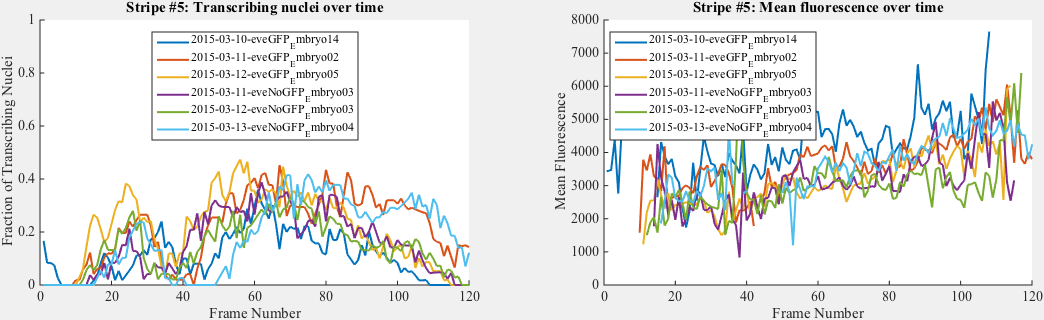 Stripe #5: Transcribing nuclei over time
Fraction of Transcribing Nuclei
1
0.8
0.6
0.4
0.2
0
2015-03-10-eveGFP_Embryo14
2015-03-11-eveGFP_Embryo02
2015-03-12-eveGFP_Embryo05
2015-03-11-eveNoGFP_Embryo03
2015-03-12-eveNoGFP_Embryo03
2015-03-13-eveNoGFP_Embryo04
0 20 40 60 80 100 120
Frame Number
Stripe #5: Mean fluorescence over time
Mean Fluorescence
8000
7000
6000
5000
4000
3000
2000
1000
0
2015-03-10-eveGFP_Embryo14
2015-03-11-eveGFP_Embryo02
2015-03-12-eveGFP_Embryo05
2015-03-11-eveNoGFP_Embryo03
2015-03-12-eveNoGFP_Embryo03
2015-03-13-eveNoGFP_Embryo04
0 20 40 60 80 100 120
Frame Number